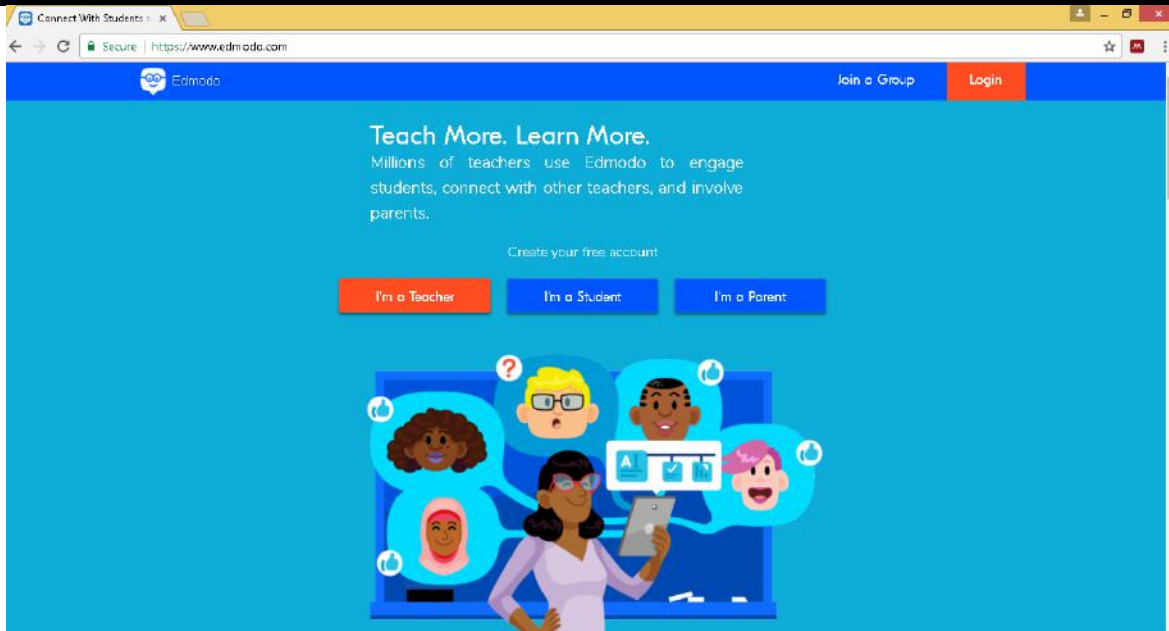 Connect With Students
Secure | https://www.edmodo.com
Edmodo
Join a Group
Login
Teach More. Learn More.
Millions of teachers use Edmodo to engage
students, connect with other teachers, and involve
parents.
Create your free account
I'm a Teacher
I'm a Student
I'm a Parent
?
A